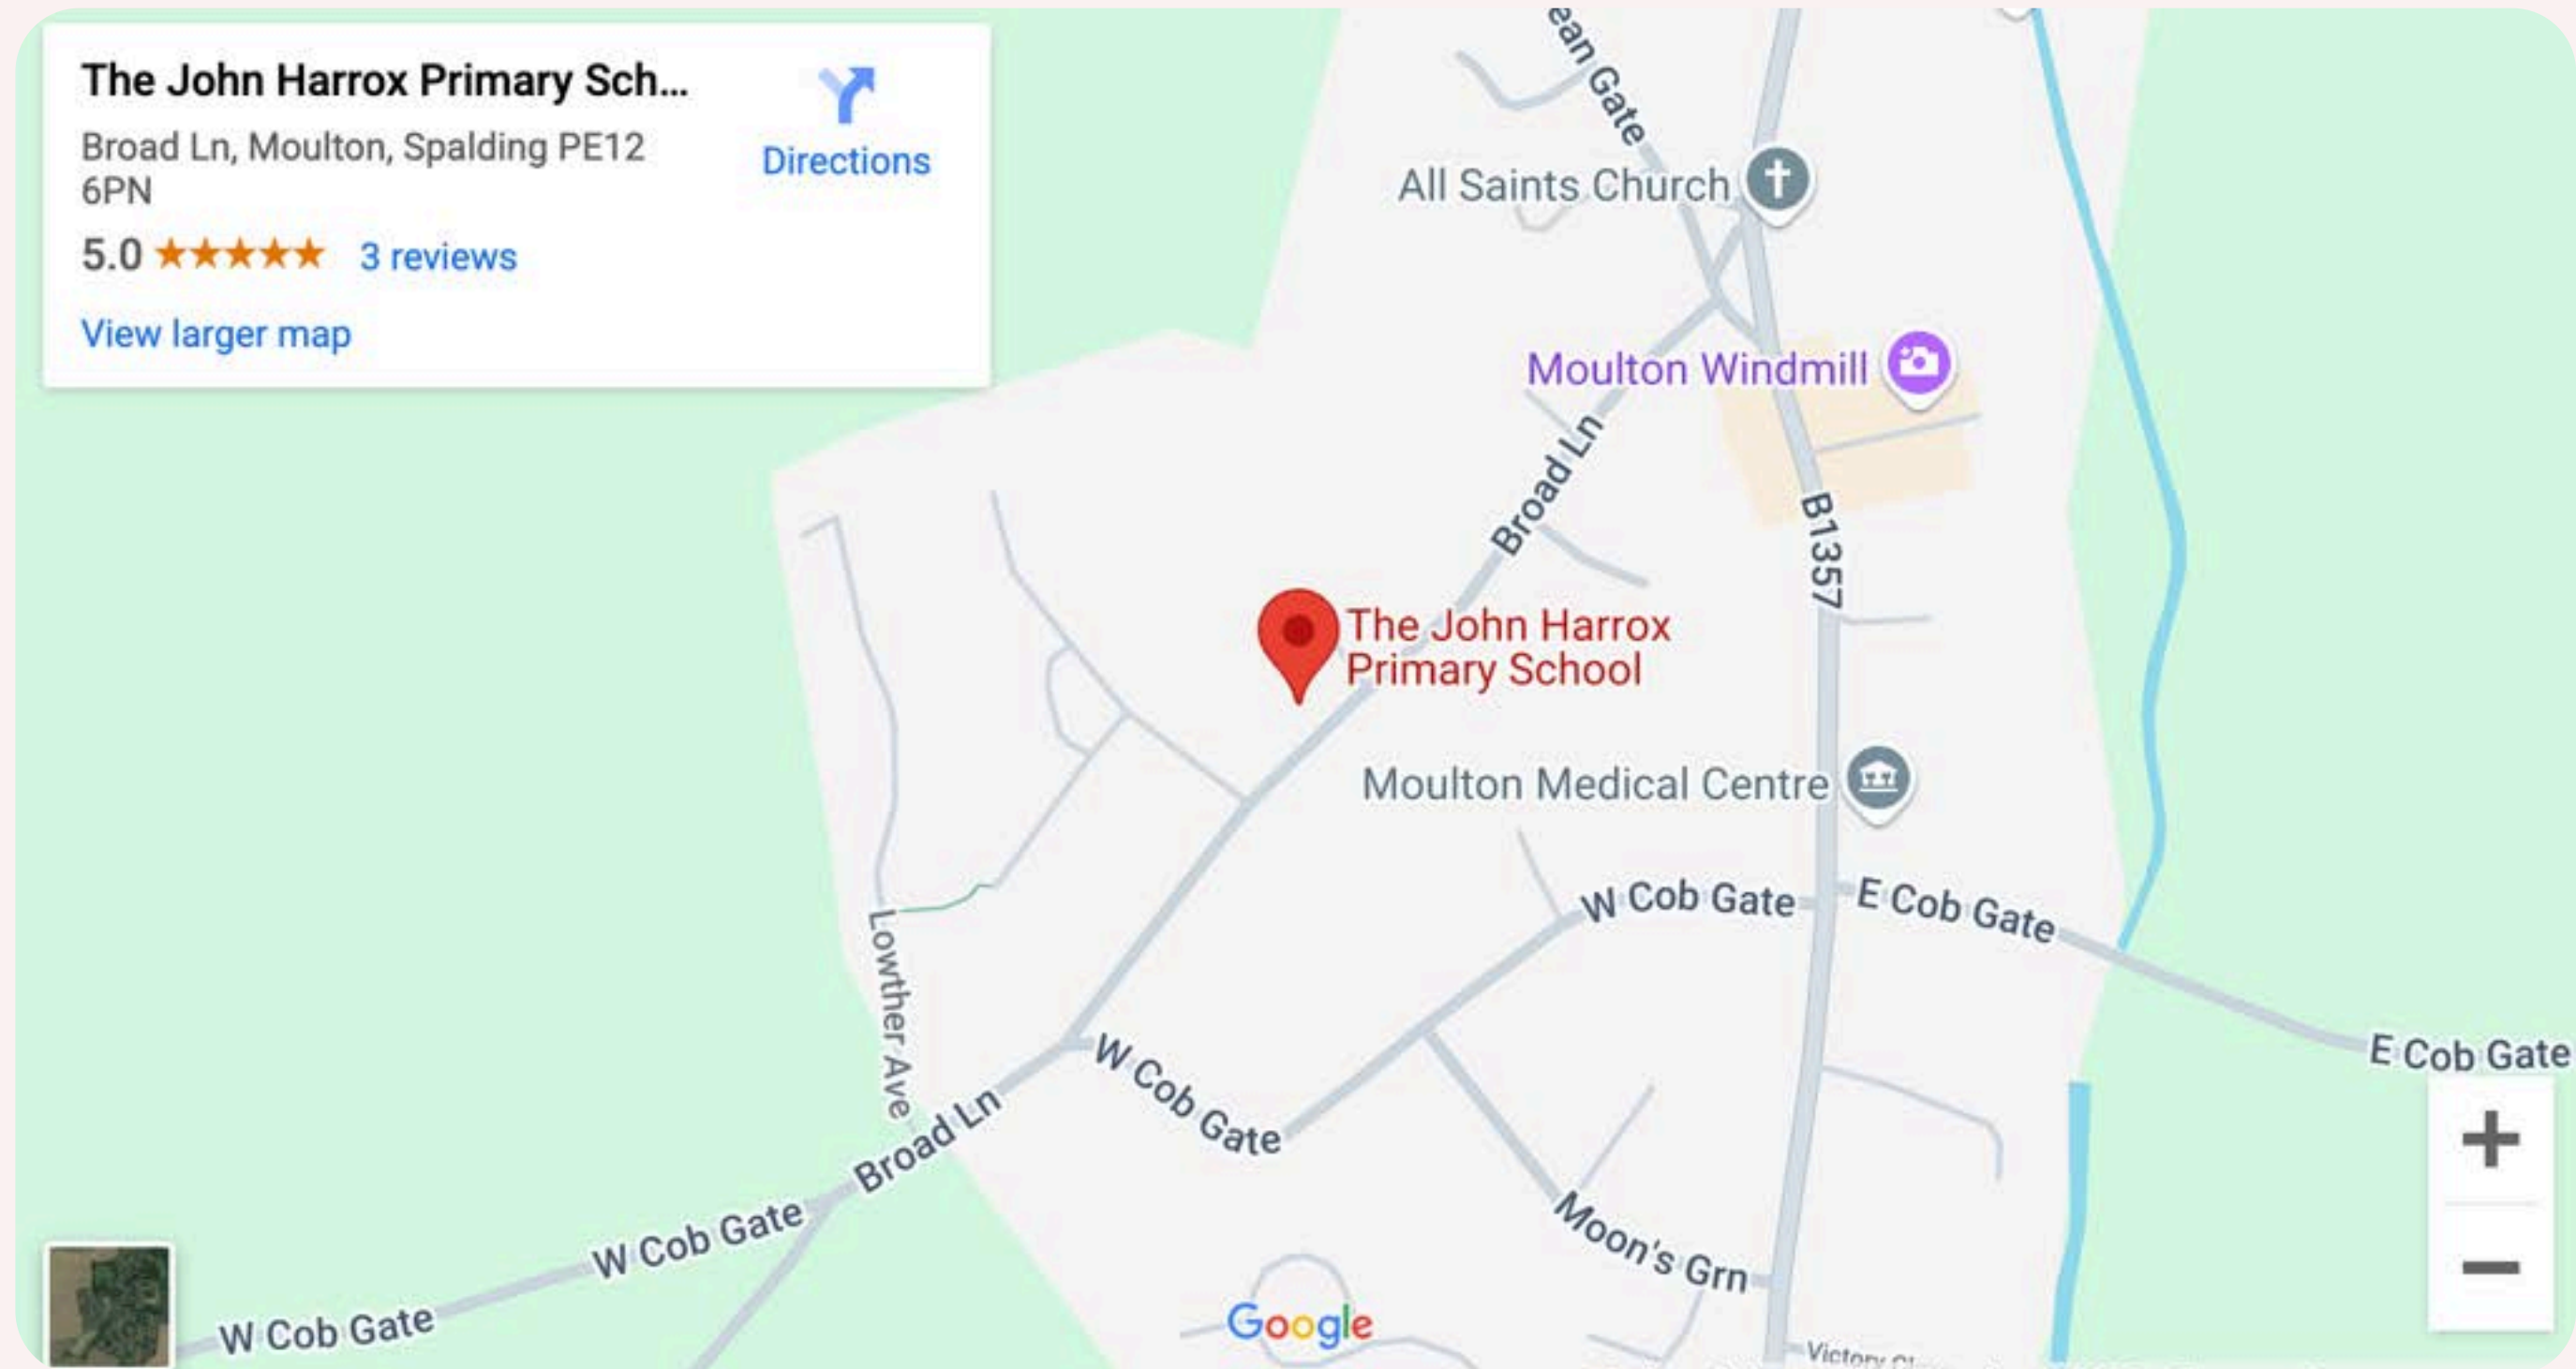 The John Harrox Primary Sch...
Broad Ln, Moulton, Spalding PE12
6PN
5.0
3 reviews
View larger map
Directions
ean Gate
All Saints Church
Moulton Windmill
Broad Ln
B1357
The John Harrox
Primary School
Moulton Medical Centre
W Cob Gate
E Cob Gate
Lowther Ave
W Cob Gate
E Cob Gate
Broad Ln
W Cob Gate
Moon's Grn
W Cob Gate
Google
Victory